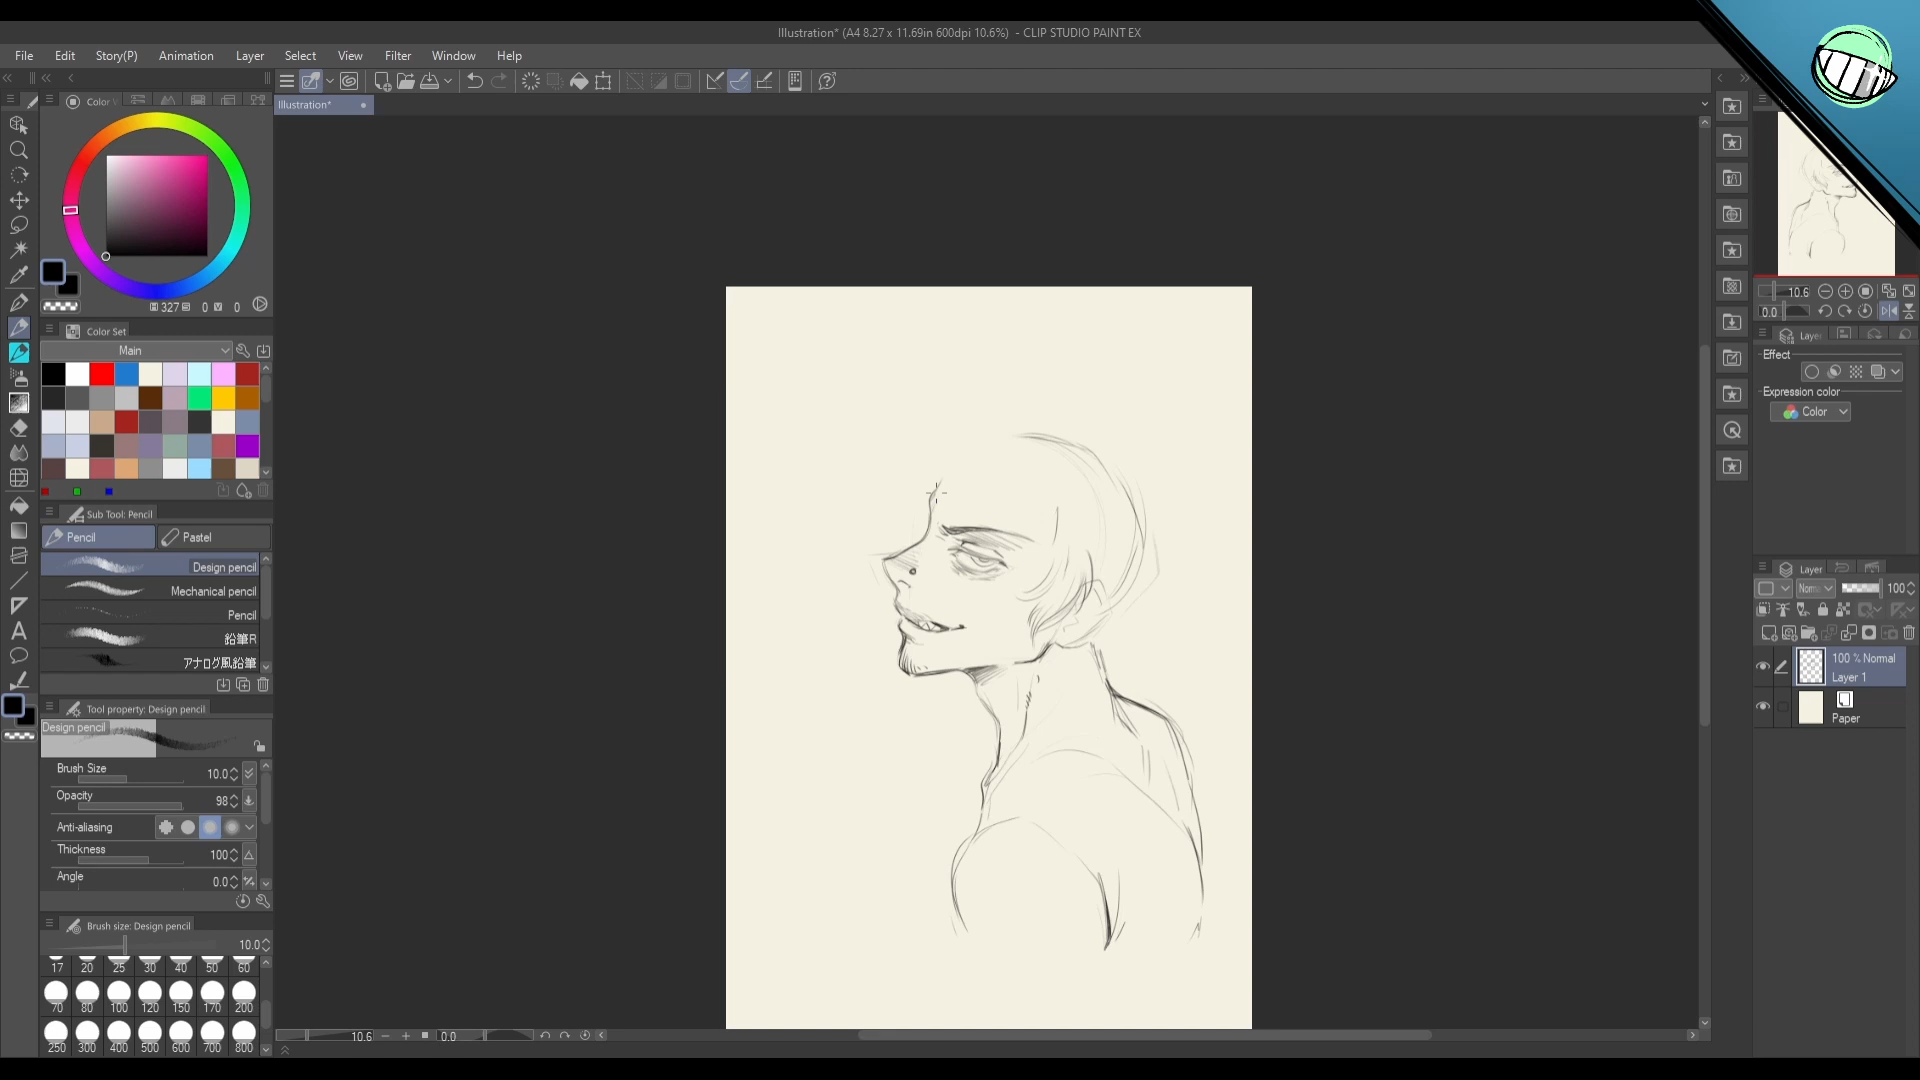 Illustration* (A4 8.27 x 11.69in 600dpi 10.6%) - CLIP STUDIO PAINT EX
File Edit Story(P) Animation Layer Select View Filter Window Help
Illustration*
Color
327 0 0
Color Set
Main
Sub Tool: Pencil
Pencil Pastel
Design pencil
Mechanical pencil
Pencil
鉛筆R
アナログ風鉛筆
Tool property: Design pencil
Design pencil
Brush Size 10.0
Opacity 98
Anti-aliasing
Thickness 100
Angle 0.0
Brush size: Design pencil
10.0
17 20 25 30 40 50 60
70 80 100 120 150 170 200
250 300 400 500 600 700 800
10.6 0.0
10.6
0.0
Layer
Effect
Expression color
Color
Layer
Norm 100
100 % Normal
Layer 1
Paper